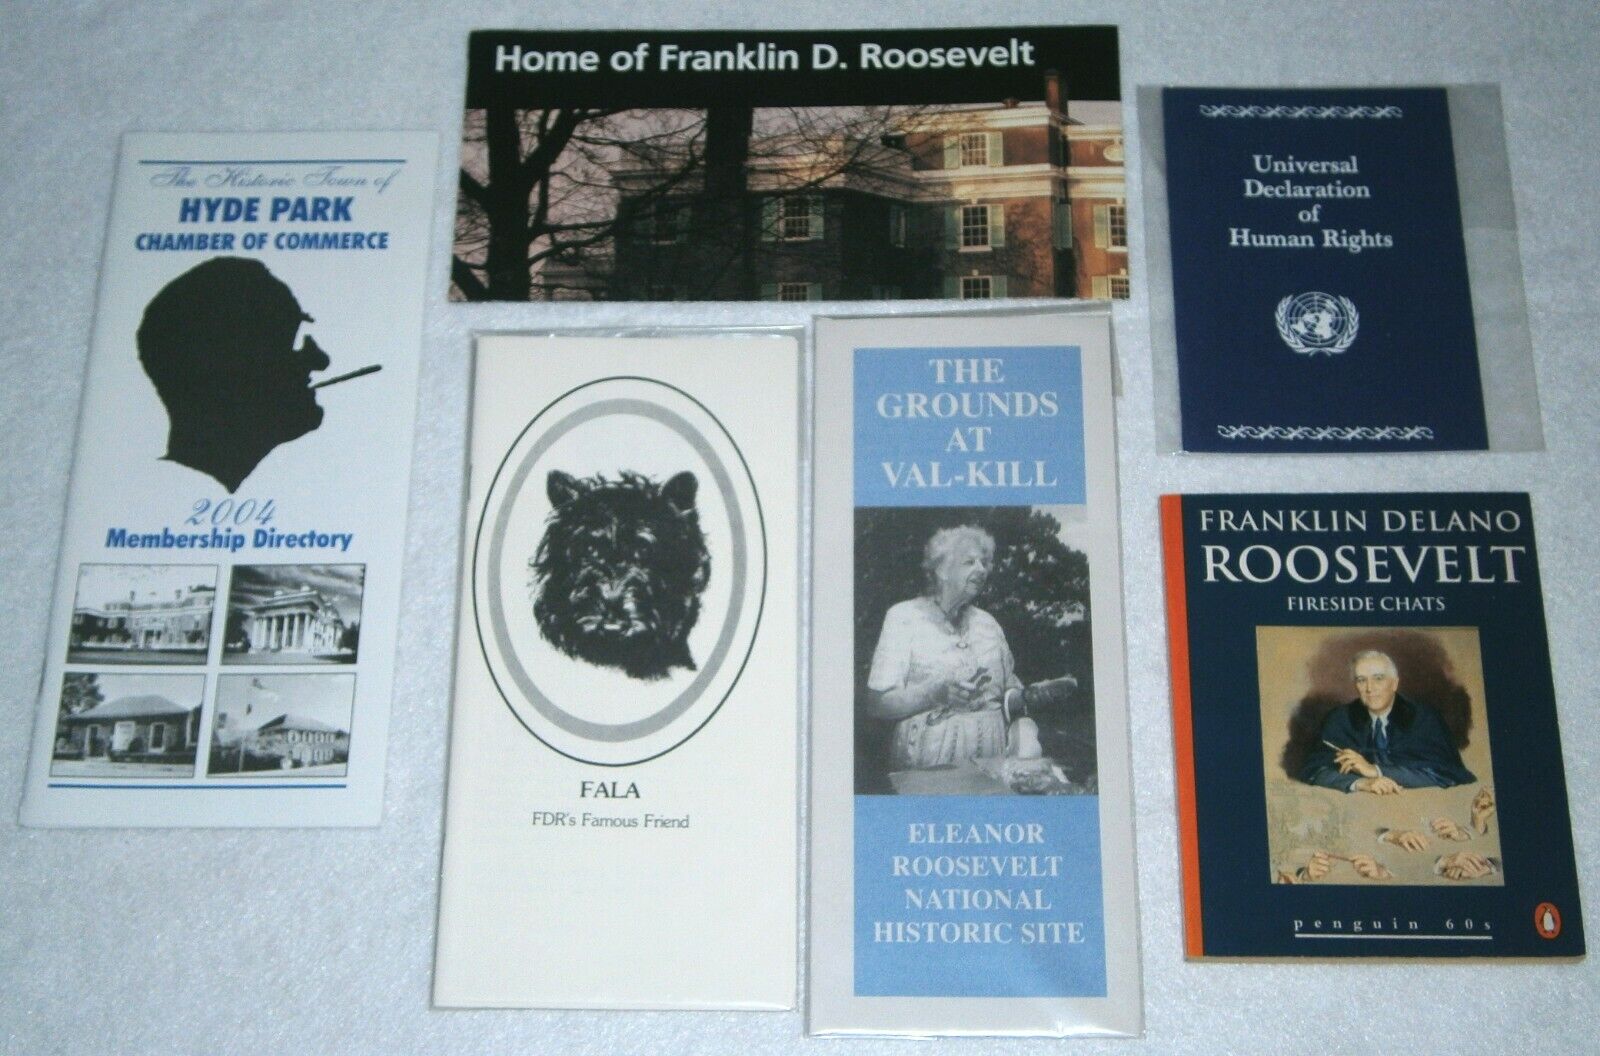 Home of Franklin D. Roosevelt
The Historic Town of
HYDE PARK
CHAMBER OF COMMERCE
2004
Membership Directory
FALA
FDR's Famous Friend
THE
GROUNDS
AT
VAL-KILL
ELEANOR
ROOSEVELT
NATIONAL
HISTORIC SITE
Universal
Declaration
of
Human Rights
FRANKLIN DELANO
ROOSEVELT
FIRESIDE CHATS
penguin 60s